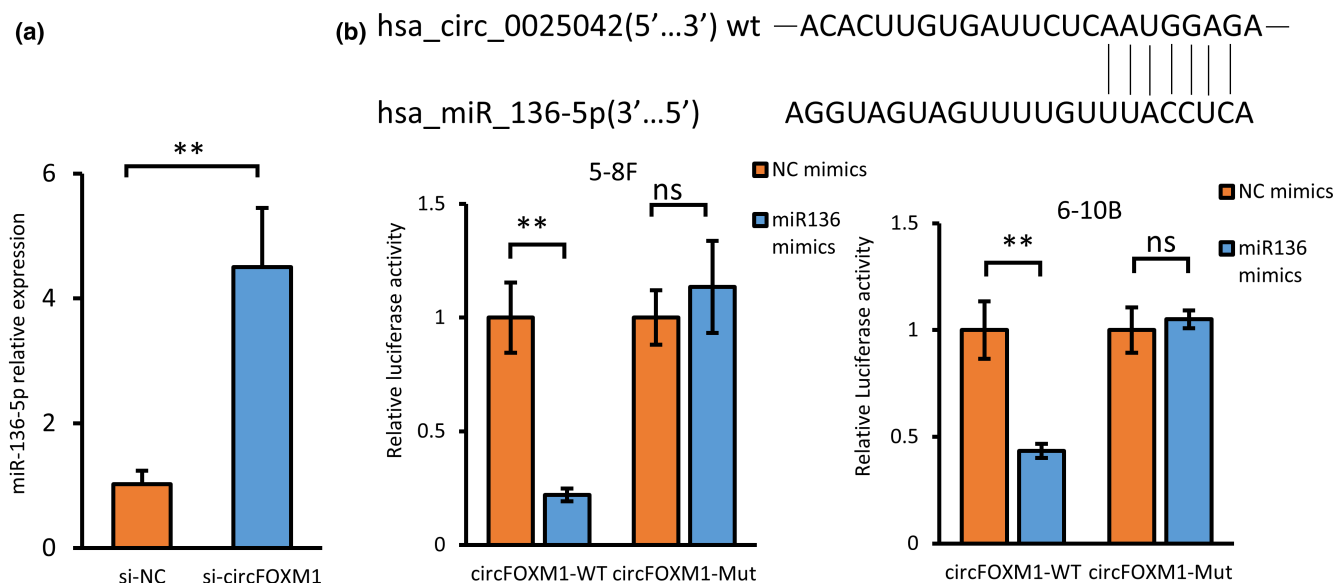 (a)
miR-136-5p relative expression
6
4
2
0
**
si-NC
si-circFOXM1
(b)
hsa_circ_0025042(5’…3’) wt —ACACUUGUGAUUCUCAAUGGAGA—
hsa_miR_136-5p(3’…5’) AGGUAGUAGUUUUGUUUACCUCA
5-8F
NC mimics
miR136
mimics
Relative luciferase activity
1.5
1
0.5
0
**
ns
circFOXM1-WT
circFOXM1-Mut
6-10B
NC mimics
miR136
mimics
Relative Luciferase activity
1.5
1
0.5
0
**
ns
circFOXM1-WT
circFOXM1-Mut